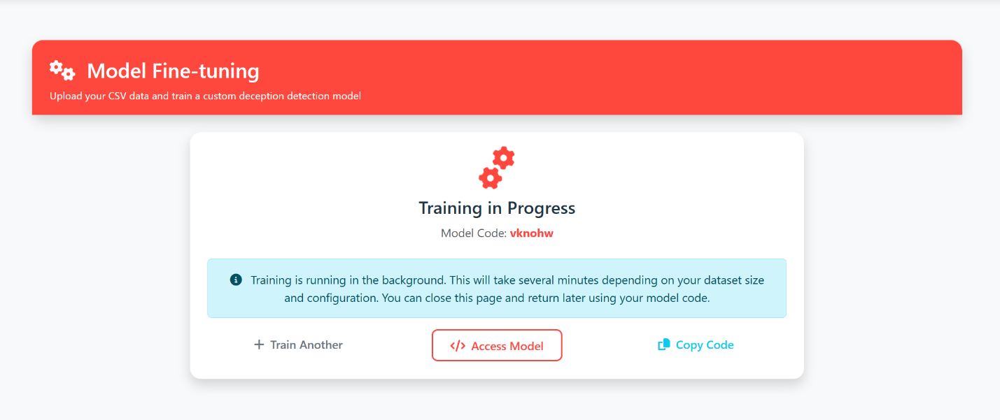 Model Fine-tuning
Upload your CSV data and train a custom deception detection model
Training in Progress
Model Code: vknohw
Training is running in the background. This will take several minutes depending on your dataset size
and configuration. You can close this page and return later using your model code.
Train Another
Access Model
Copy Code